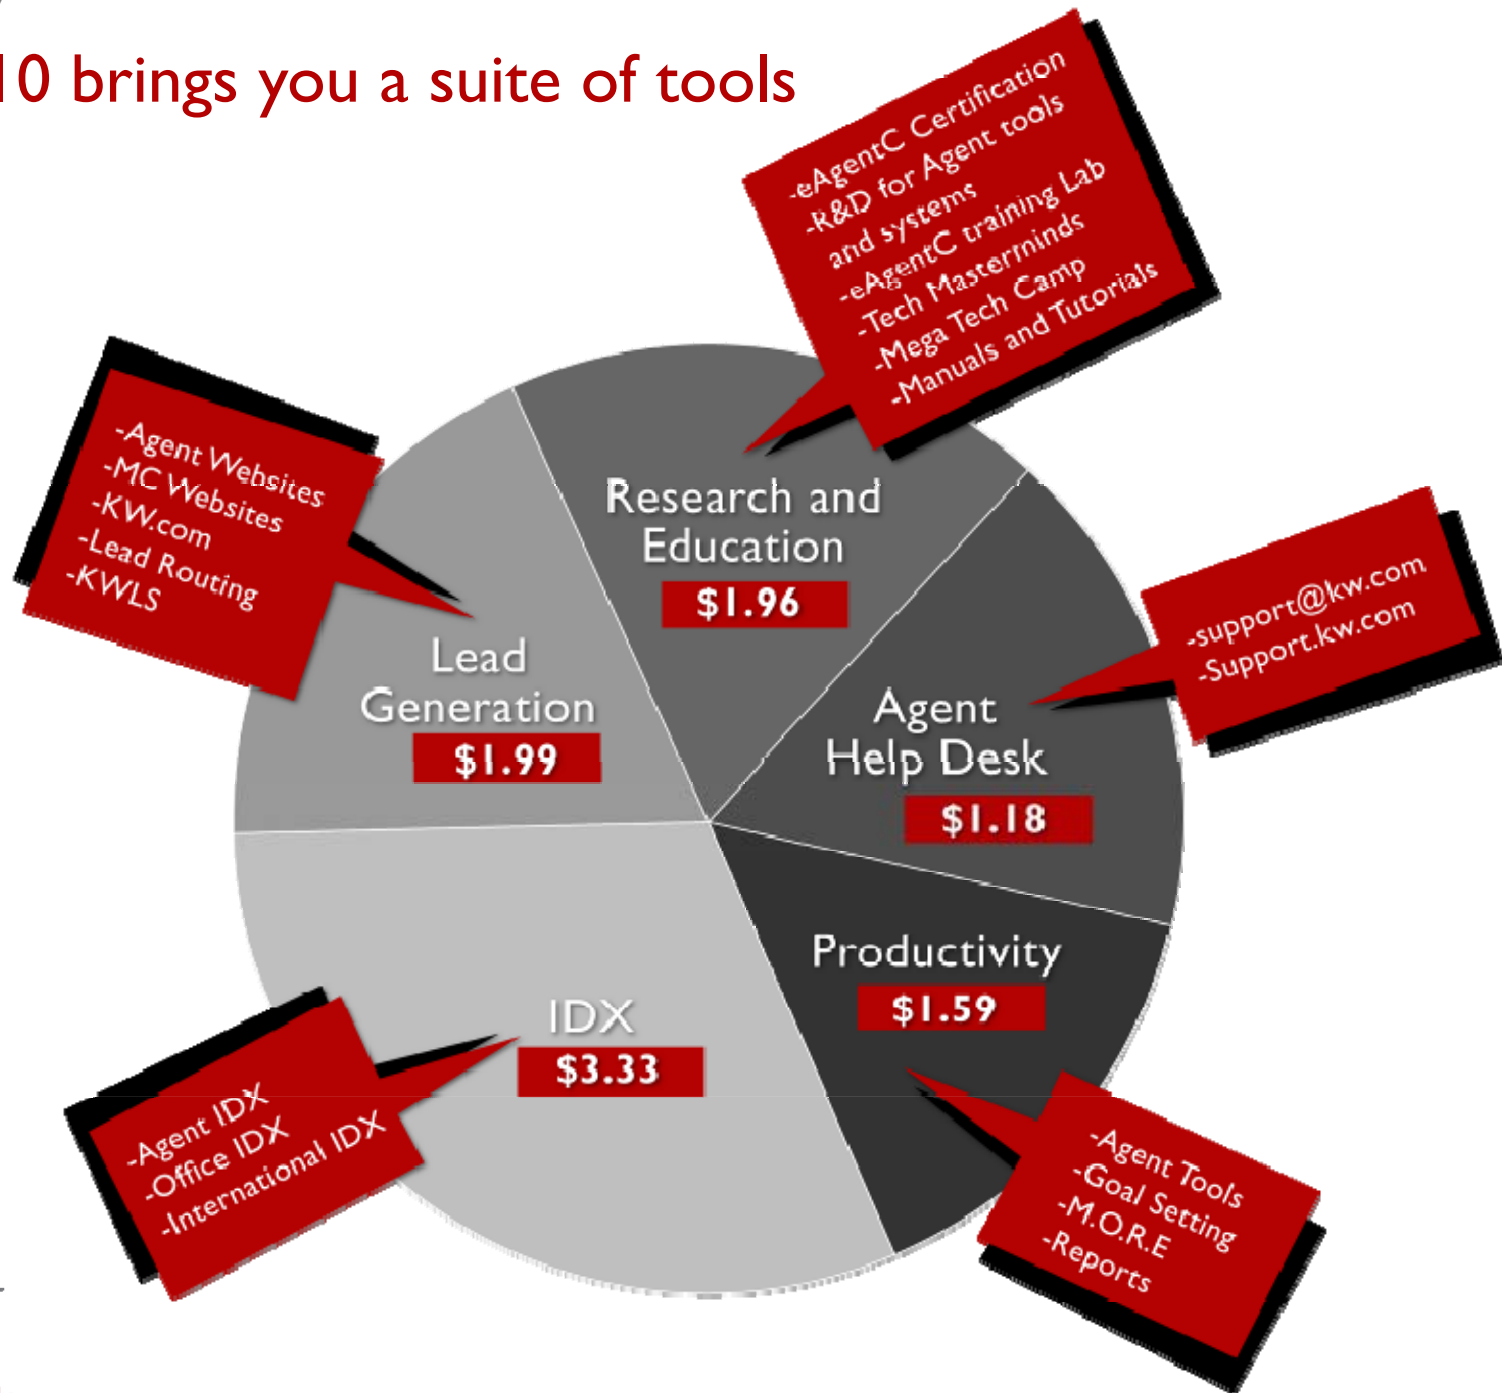 10 brings you a suite of tools
-eAgentC Certification
-R&D for Agent tools
and systems
-eAgentC training Lab
-Tech Masterminds
-Mega Tech Camp
-Manuals and Tutorials
-Agent Websites
-MC Websites
-KW.com
-Lead Routing
-KWLS
Research and
Education
$1.96
-support@kw.com
-Support.kw.com
Lead
Generation
$1.99
Agent
Help Desk
$1.18
Productivity
$1.59
IDX
$3.33
-Agent IDX
-Office IDX
-International IDX
-Agent Tools
-Goal Setting
-M.O.R.E
-Reports